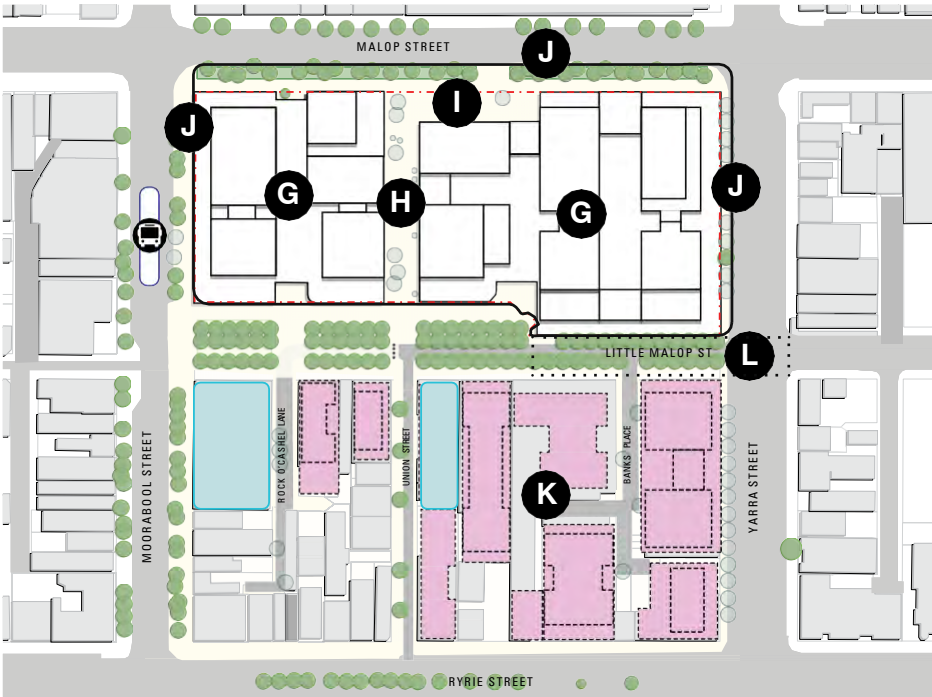 MALOP STREET
J
I
J
G
H
G
J
LITTLE MALOP ST
L
ROCK O'CASHEL LANE
UNION STREET
BANKS' PLACE
MOORABOOL STREET
YARRA STREET
K
RYRIE STREET